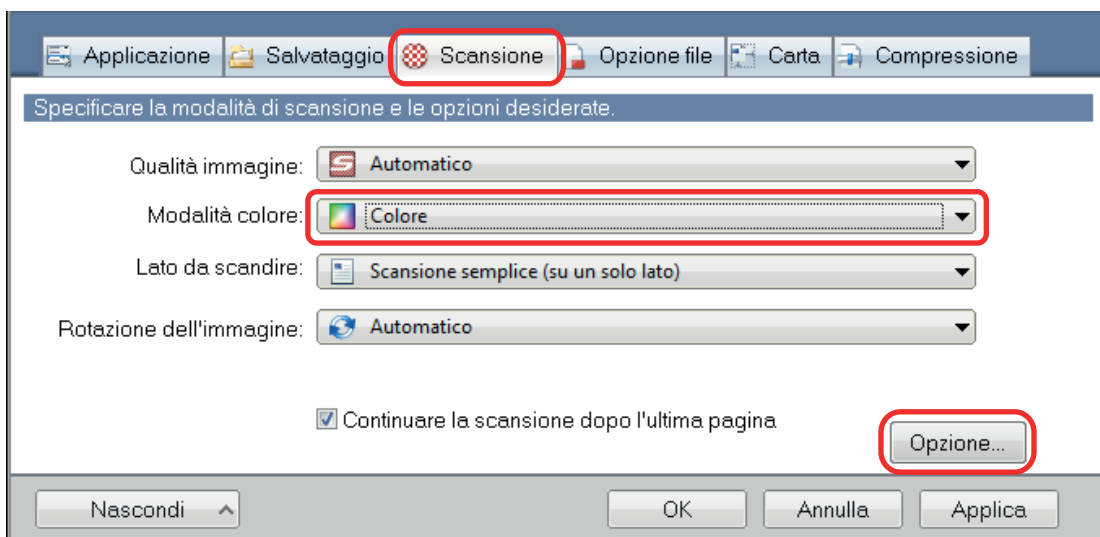 Applicazione Salvataggio Scansione Opzione file Carta Compressione
Specificare la modalità di scansione e le opzioni desiderate.
Qualità immagine: Automatico
Modalità colore: Colore
Lato da scandire: Scansione semplice (su un solo lato)
Rotazione dell'immagine: Automatico
Continuare la scansione dopo l'ultima pagina
Opzione...
Nascondi OK Annulla Applica